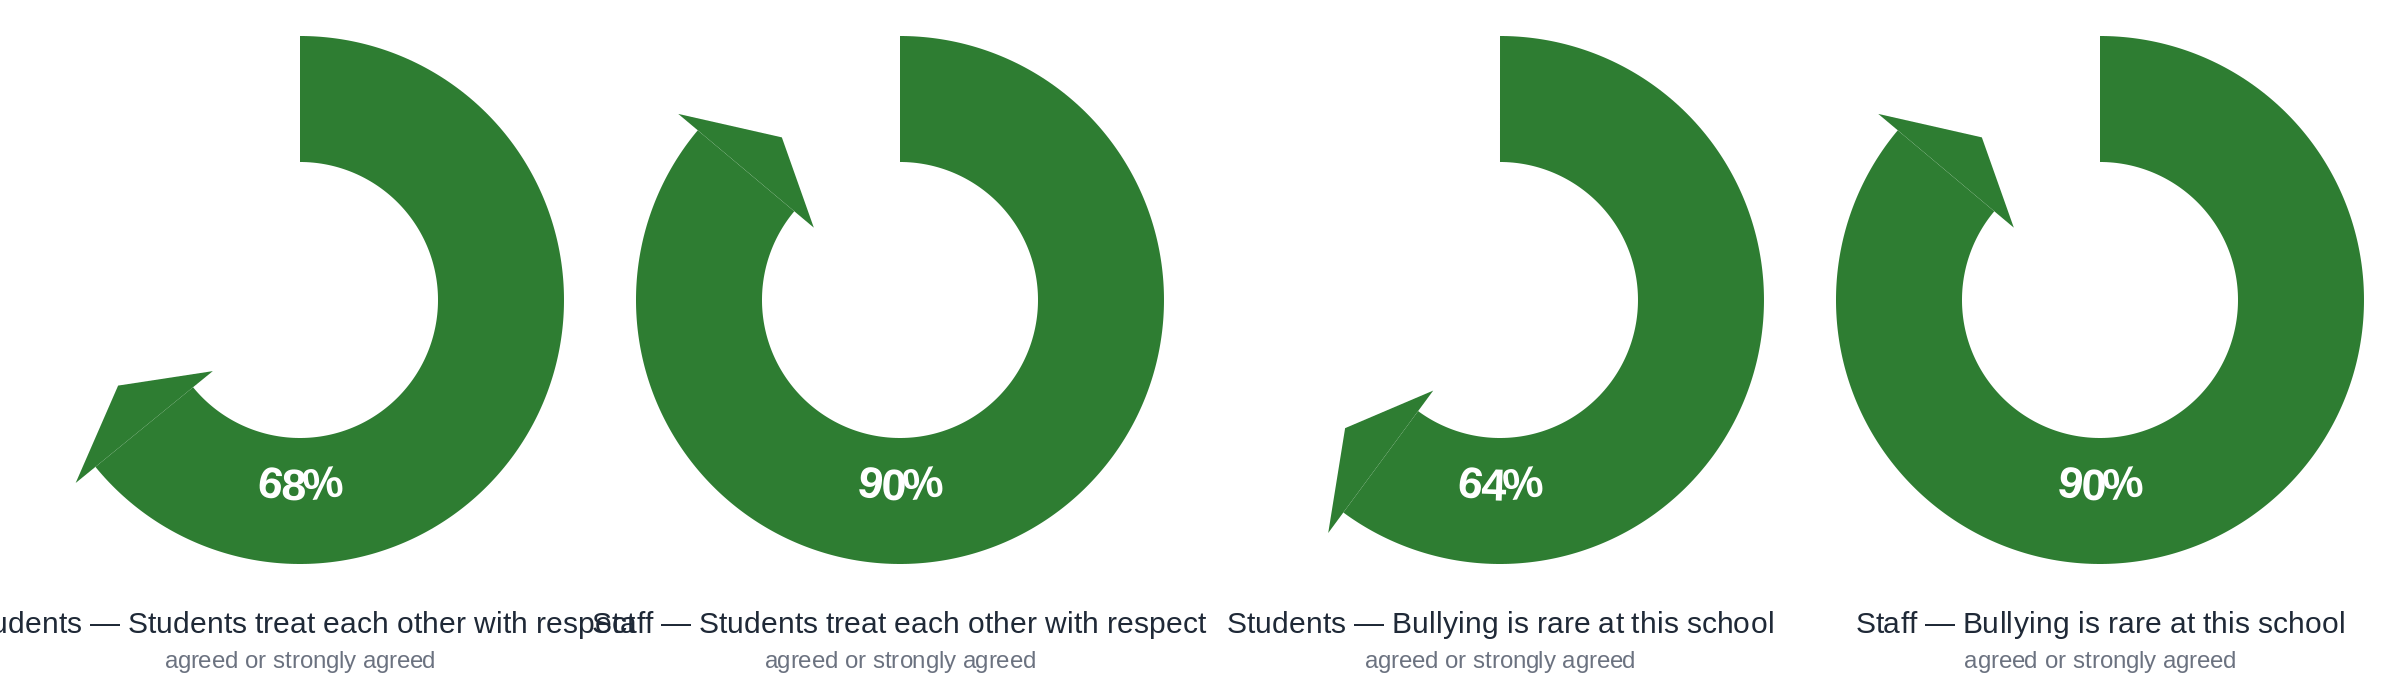 68%
90%
64%
90%
udents — Students treat each other with respect
Staff — Students treat each other with respect
Students — Bullying is rare at this school
Staff — Bullying is rare at this school
agreed or strongly agreed
agreed or strongly agreed
agreed or strongly agreed
agreed or strongly agreed